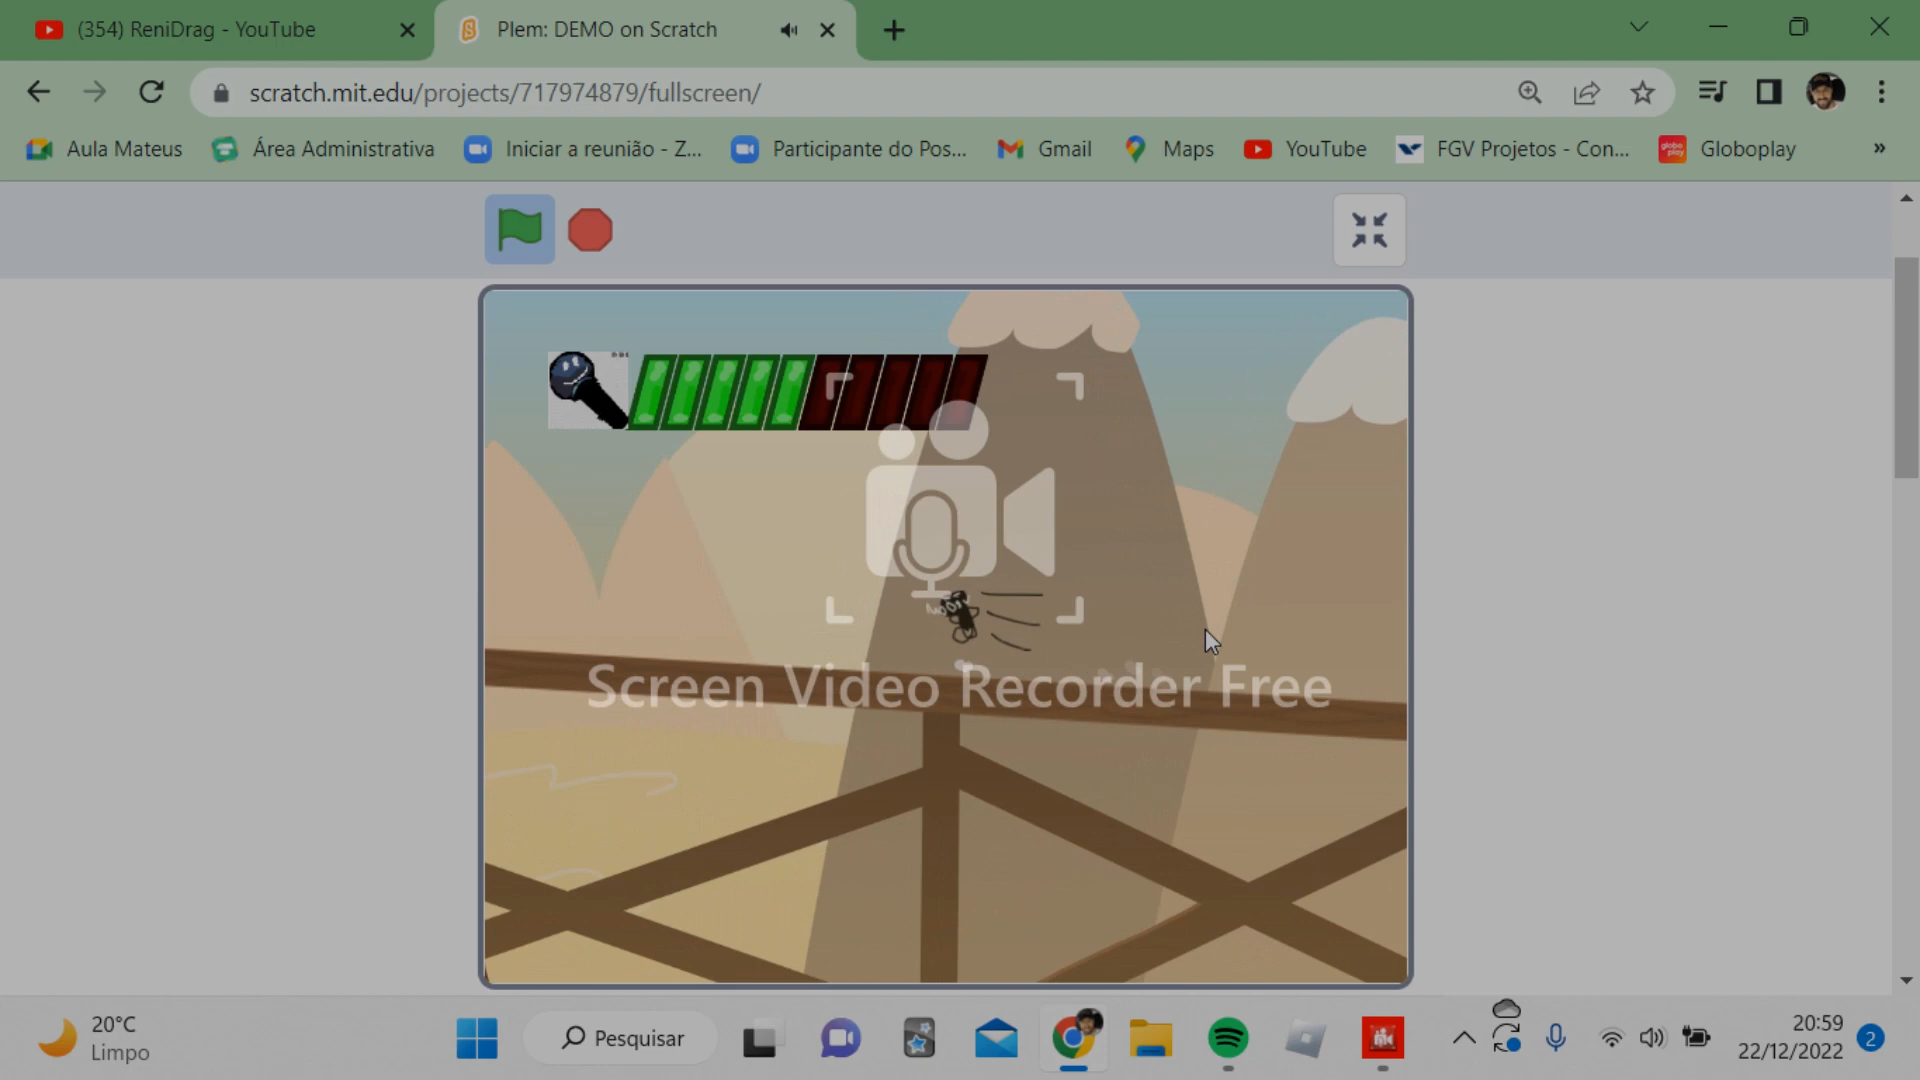 (354) ReniDrag - YouTube
Plem: DEMO on Scratch
scratch.mit.edu/projects/717974879/fullscreen/
Aula Mateus
Área Administrativa
Iniciar a reunião - Z...
Participante do Pos...
Gmail
Maps
YouTube
FGV Projetos - Con...
Globoplay
»
Screen Video Recorder Free
20°C
Limpo
Pesquisar
20:59
22/12/2022
2